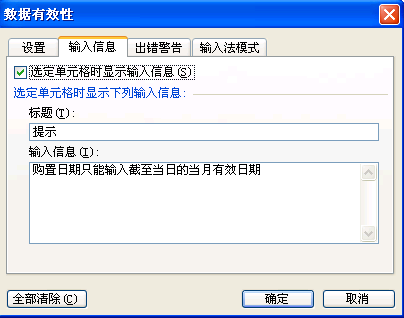 数据有效性
设置 输入信息 出错警告 输入法模式
选定单元格时显示输入信息(S)
选定单元格时显示下列输入信息:
标题(T):
提示
输入信息(I):
购置日期只能输入截至当日的当月有效日期
全部清除(C) 确定 取消